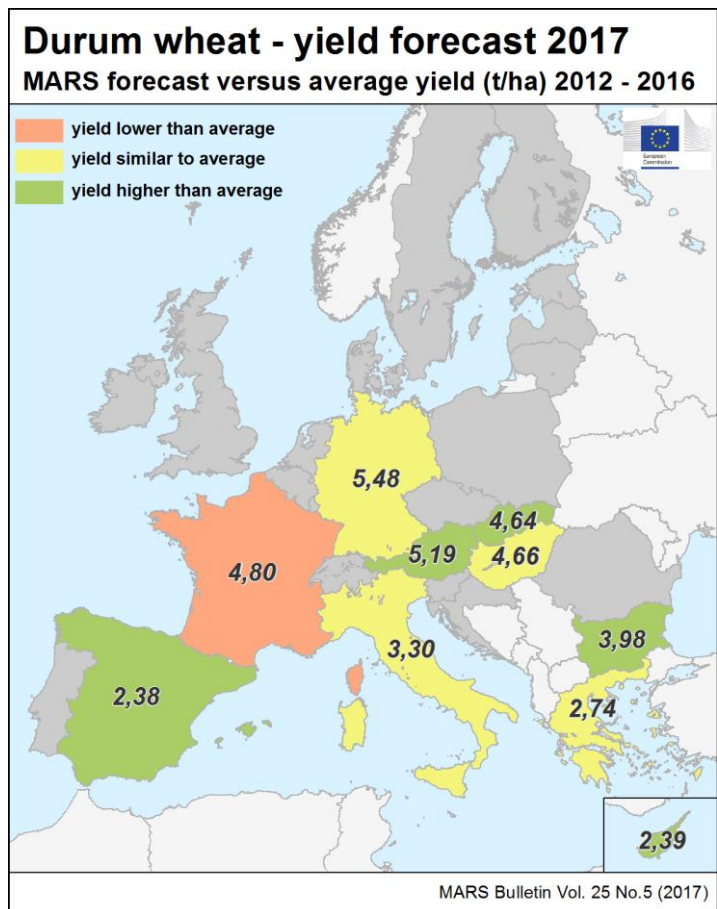 Durum wheat - yield forecast 2017
MARS forecast versus average yield (t/ha) 2012 - 2016
yield lower than average
yield similar to average
yield higher than average
European
Commission
5,48
4,64
5,19
4,66
4,80
3,30
3,98
2,38
2,74
2,39
MARS Bulletin Vol. 25 No.5 (2017)